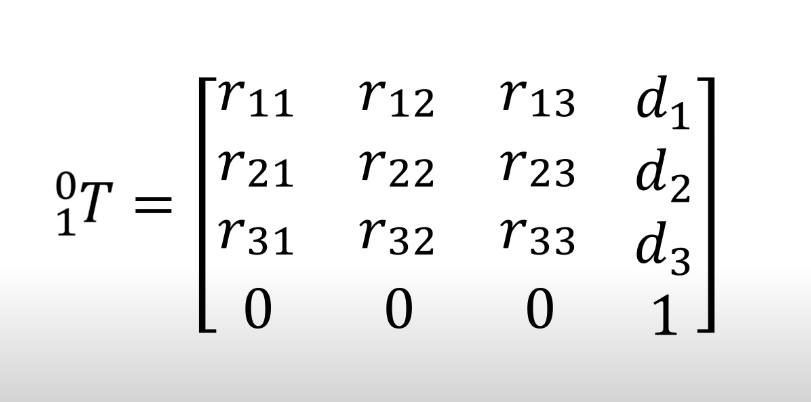 ⁰₁T = [ r₁₁ r₁₂ r₁₃ d₁
r₂₁ r₂₂ r₂₃ d₂
r₃₁ r₃₂ r₃₃ d₃
0 0 0 1 ]